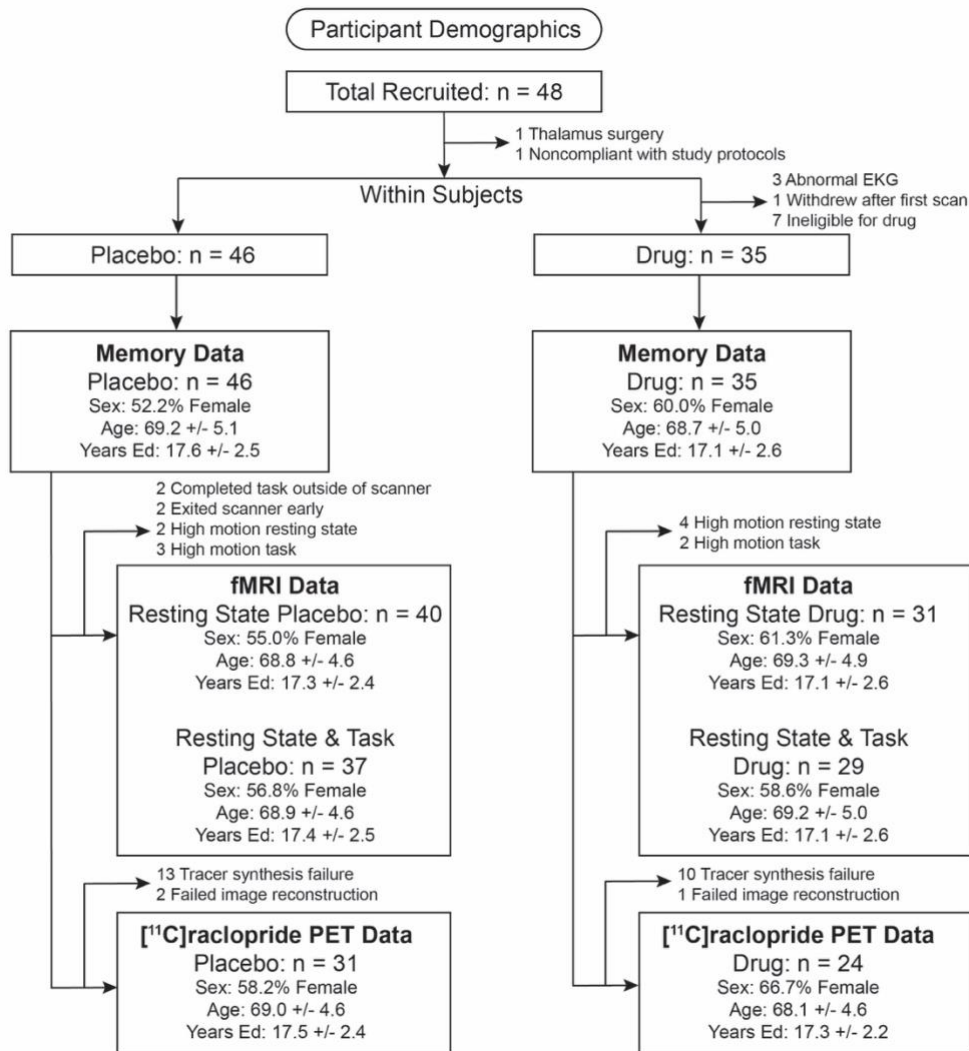 Participant Demographics
Total Recruited: n = 48
1 Thalamus surgery
1 Noncompliant with study protocols
Within Subjects
3 Abnormal EKG
1 Withdrew after first scan
7 Ineligible for drug
Placebo: n = 46
Drug: n = 35
Memory Data
Placebo: n = 46
Sex: 52.2% Female
Age: 69.2 +/- 5.1
Years Ed: 17.6 +/- 2.5
Memory Data
Drug: n = 35
Sex: 60.0% Female
Age: 68.7 +/- 5.0
Years Ed: 17.1 +/- 2.6
2 Completed task outside of scanner
2 Exited scanner early
2 High motion resting state
3 High motion task
4 High motion resting state
2 High motion task
fMRI Data
Resting State Placebo: n = 40
Sex: 55.0% Female
Age: 68.8 +/- 4.6
Years Ed: 17.3 +/- 2.4
Resting State & Task
Placebo: n = 37
Sex: 56.8% Female
Age: 68.9 +/- 4.6
Years Ed: 17.4 +/- 2.5
fMRI Data
Resting State Drug: n = 31
Sex: 61.3% Female
Age: 69.3 +/- 4.9
Years Ed: 17.1 +/- 2.6
Resting State & Task
Drug: n = 29
Sex: 58.6% Female
Age: 69.2 +/- 5.0
Years Ed: 17.1 +/- 2.6
13 Tracer synthesis failure
2 Failed image reconstruction
10 Tracer synthesis failure
1 Failed image reconstruction
[¹¹C]raclopride PET Data
Placebo: n = 31
Sex: 58.2% Female
Age: 69.0 +/- 4.6
Years Ed: 17.5 +/- 2.4
[¹¹C]raclopride PET Data
Drug: n = 24
Sex: 66.7% Female
Age: 68.1 +/- 4.6
Years Ed: 17.3 +/- 2.2